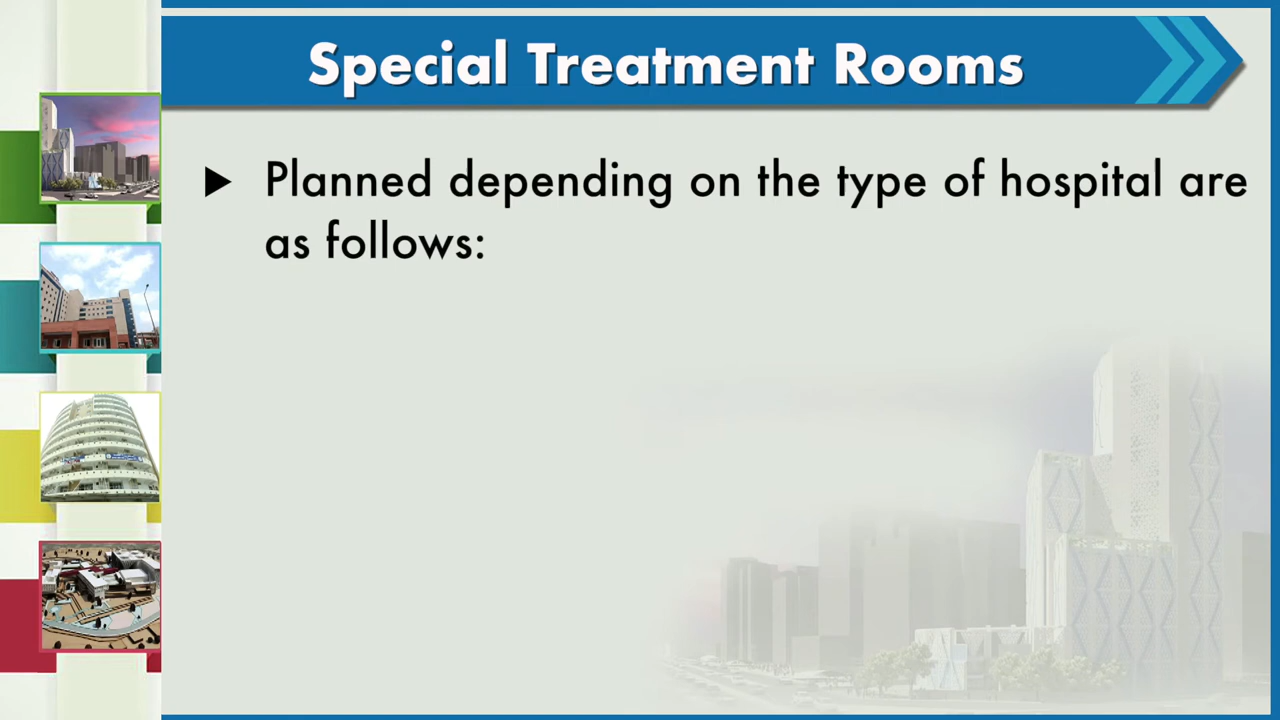 Special Treatment Rooms
Planned depending on the type of hospital are
as follows: